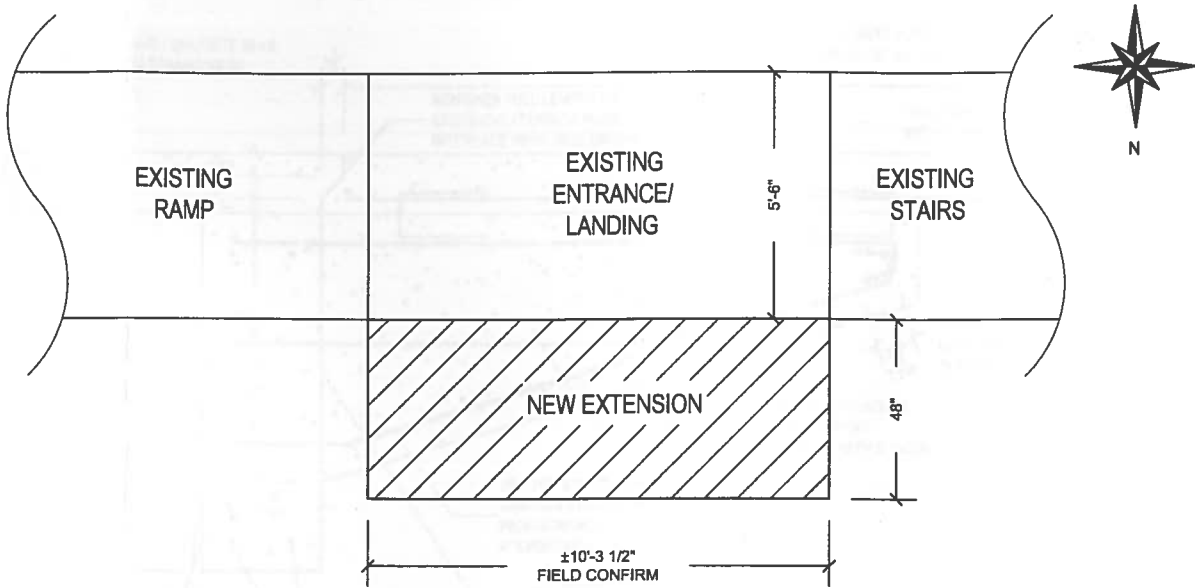 N
EXISTING
RAMP
EXISTING
ENTRANCE/
LANDING
5'-6"
EXISTING
STAIRS
NEW EXTENSION
48"
±10'-3 1/2"
FIELD CONFIRM